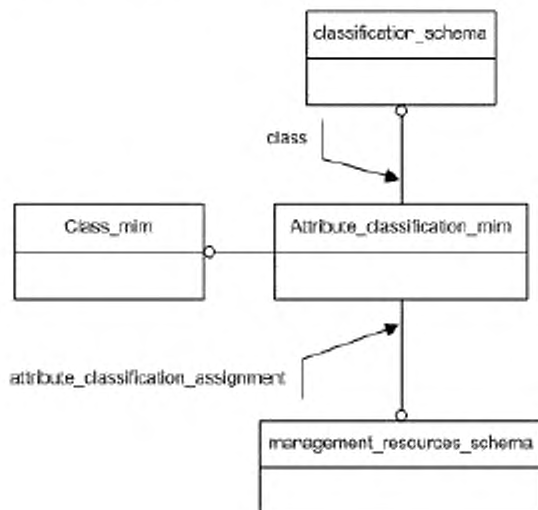 classification_schema
class
Class_mim
Attribute_classification_mim
attribute_classification_assignment
management_resources_schema